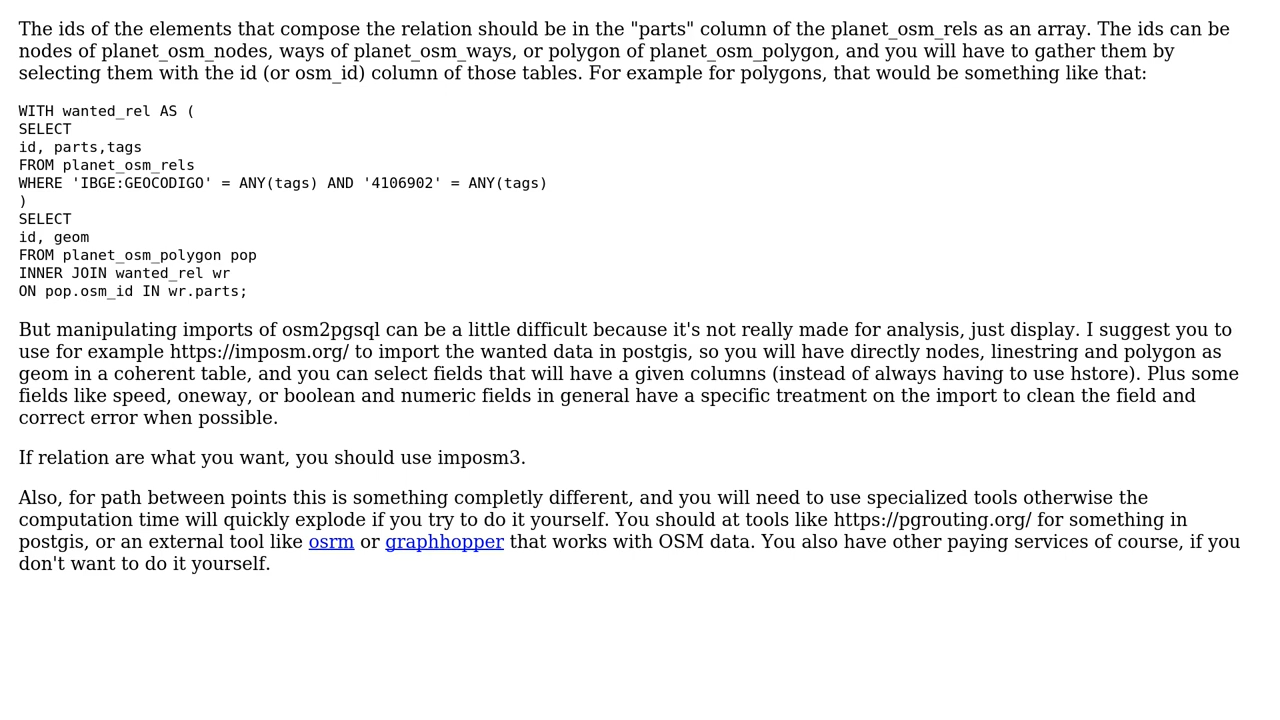 The ids of the elements that compose the relation should be in the "parts" column of the planet_osm_rels as an array. The ids can be
nodes of planet_osm_nodes, ways of planet_osm_ways, or polygon of planet_osm_polygon, and you will have to gather them by
selecting them with the id (or osm_id) column of those tables. For example for polygons, that would be something like that:
WITH wanted_rel AS (
SELECT
id, parts,tags
FROM planet_osm_rels
WHERE 'IBGE:GEOCODIGO' = ANY(tags) AND '4106902' = ANY(tags)
)
SELECT
id, geom
FROM planet_osm_polygon pop
INNER JOIN wanted_rel wr
ON pop.osm_id IN wr.parts;
But manipulating imports of osm2pgsql can be a little difficult because it's not really made for analysis, just display. I suggest you to
use for example https://imposm.org/ to import the wanted data in postgis, so you will have directly nodes, linestring and polygon as
geom in a coherent table, and you can select fields that will have a given columns (instead of always having to use hstore). Plus some
fields like speed, oneway, or boolean and numeric fields in general have a specific treatment on the import to clean the field and
correct error when possible.
If relation are what you want, you should use imposm3.
Also, for path between points this is something completly different, and you will need to use specialized tools otherwise the
computation time will quickly explode if you try to do it yourself. You should at tools like https://pgrouting.org/ for something in
postgis, or an external tool like osrm or graphhopper that works with OSM data. You also have other paying services of course, if you
don't want to do it yourself.